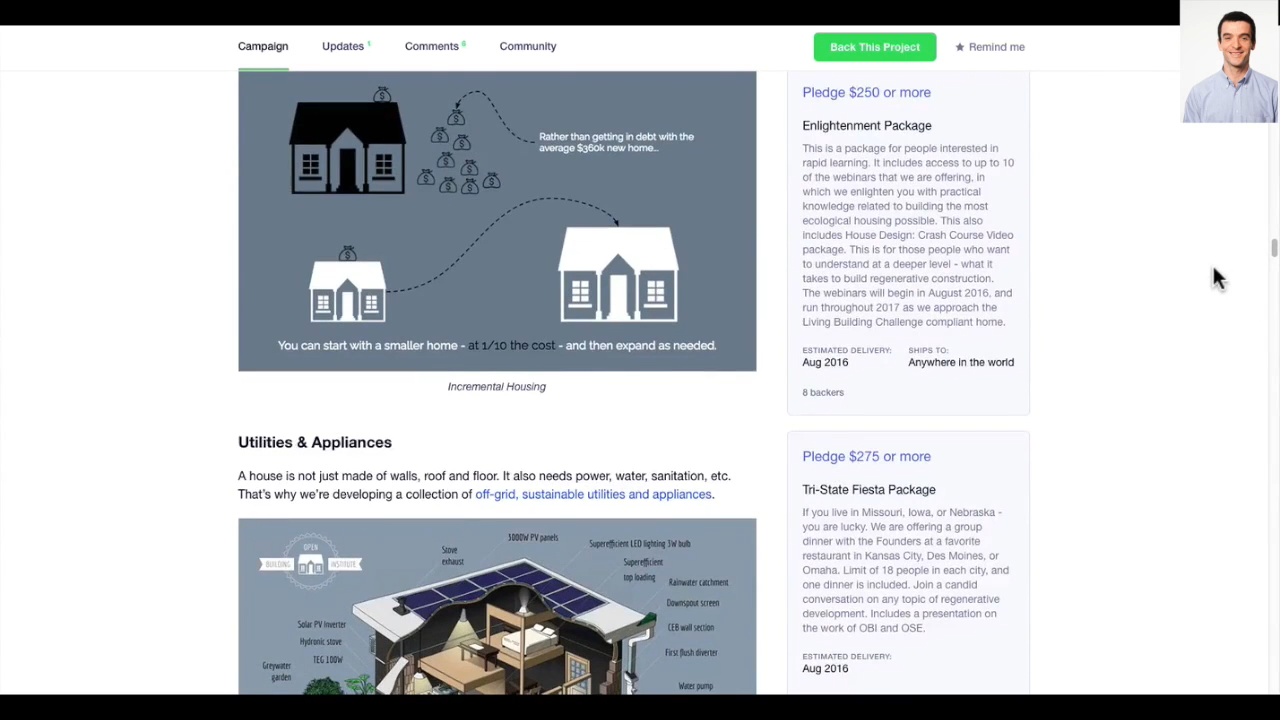 Campaign
Updates 1
Comments 8
Community
Back This Project
Remind me
Rather than getting in debt with the
average $360k new home...
You can start with a smaller home - at 1/10 the cost - and then expand as needed.
Incremental Housing
Utilities & Appliances
A house is not just made of walls, roof and floor. It also needs power, water, sanitation, etc.
That's why we're developing a collection of off-grid, sustainable utilities and appliances.
OPEN
BUILDING
INSTITUTE
Stove
exhaust
3000W PV panels
Superefficient LED lighting 3W bulb
Superefficient
top loading
Rainwater catchment
Downspout screen
CEB wall section
First flush diverter
Water pump
Solar PV Inverter
Hydronic stove
TEG 100W
Greywater
garden
Pledge $250 or more
Enlightenment Package
This is a package for people interested in
rapid learning. It includes access to up to 10
of the webinars that we are offering, in
which we enlighten you with practical
knowledge related to building the most
ecological housing possible. This also
includes House Design: Crash Course Video
package. This is for those people who want
to understand at a deeper level - what it
takes to build regenerative construction.
The webinars will begin in August 2016, and
run throughout 2017 as we approach the
Living Building Challenge compliant home.
ESTIMATED DELIVERY:
Aug 2016
SHIPS TO:
Anywhere in the world
8 backers
Pledge $275 or more
Tri-State Fiesta Package
If you live in Missouri, Iowa, or Nebraska -
you are lucky. We are offering a group
dinner with the Founders at a favorite
restaurant in Kansas City, Des Moines, or
Omaha. Limit of 18 people in each city, and
one dinner is included. Join a candid
conversation on any topic of regenerative
development. Includes a presentation on
the work of OBI and OSE.
ESTIMATED DELIVERY:
Aug 2016